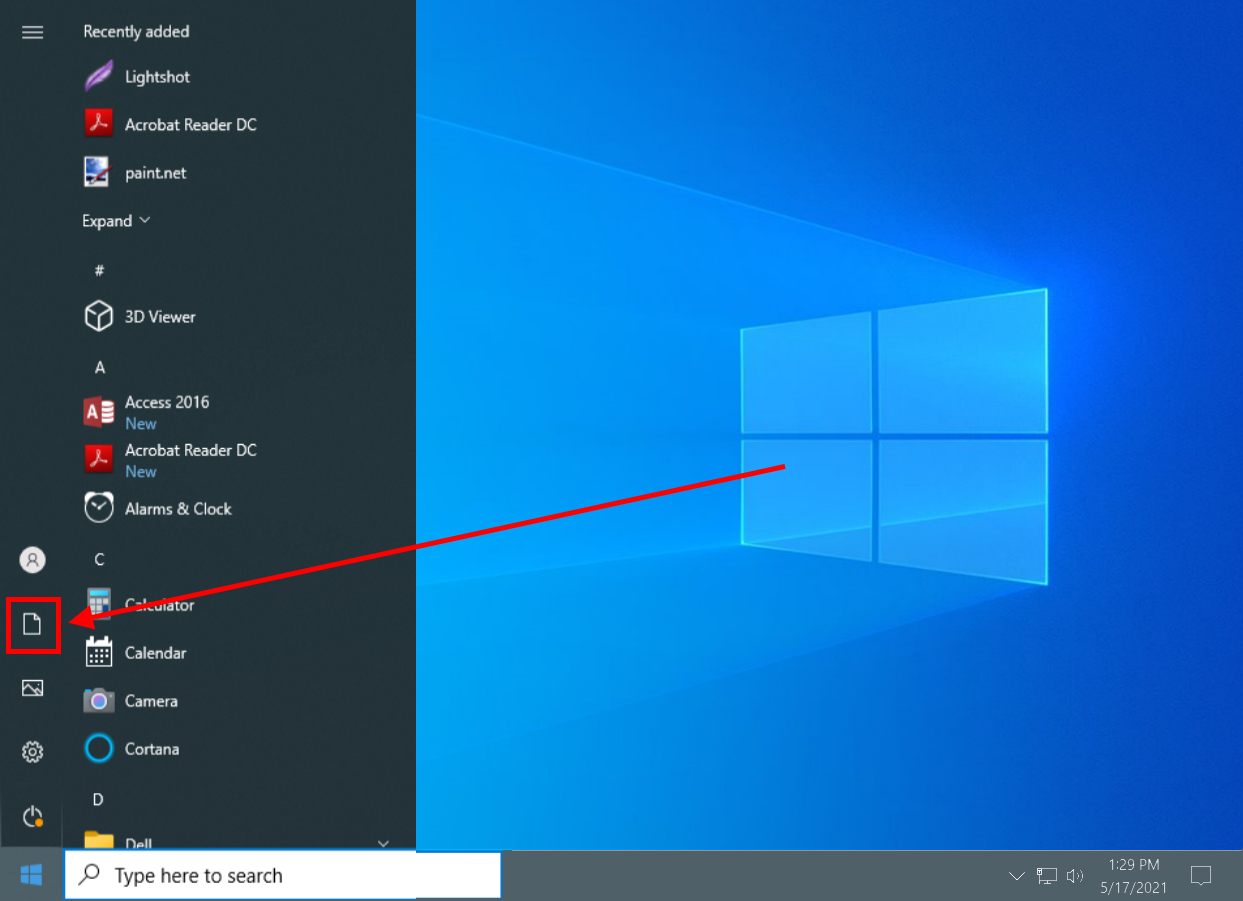 Recently added
Lightshot
Acrobat Reader DC
paint.net
Expand
#
3D Viewer
A
Access 2016
New
Acrobat Reader DC
New
Alarms & Clock
C
Calculator
Calendar
Camera
Cortana
D
Dell
Type here to search
1:29 PM
5/17/2021